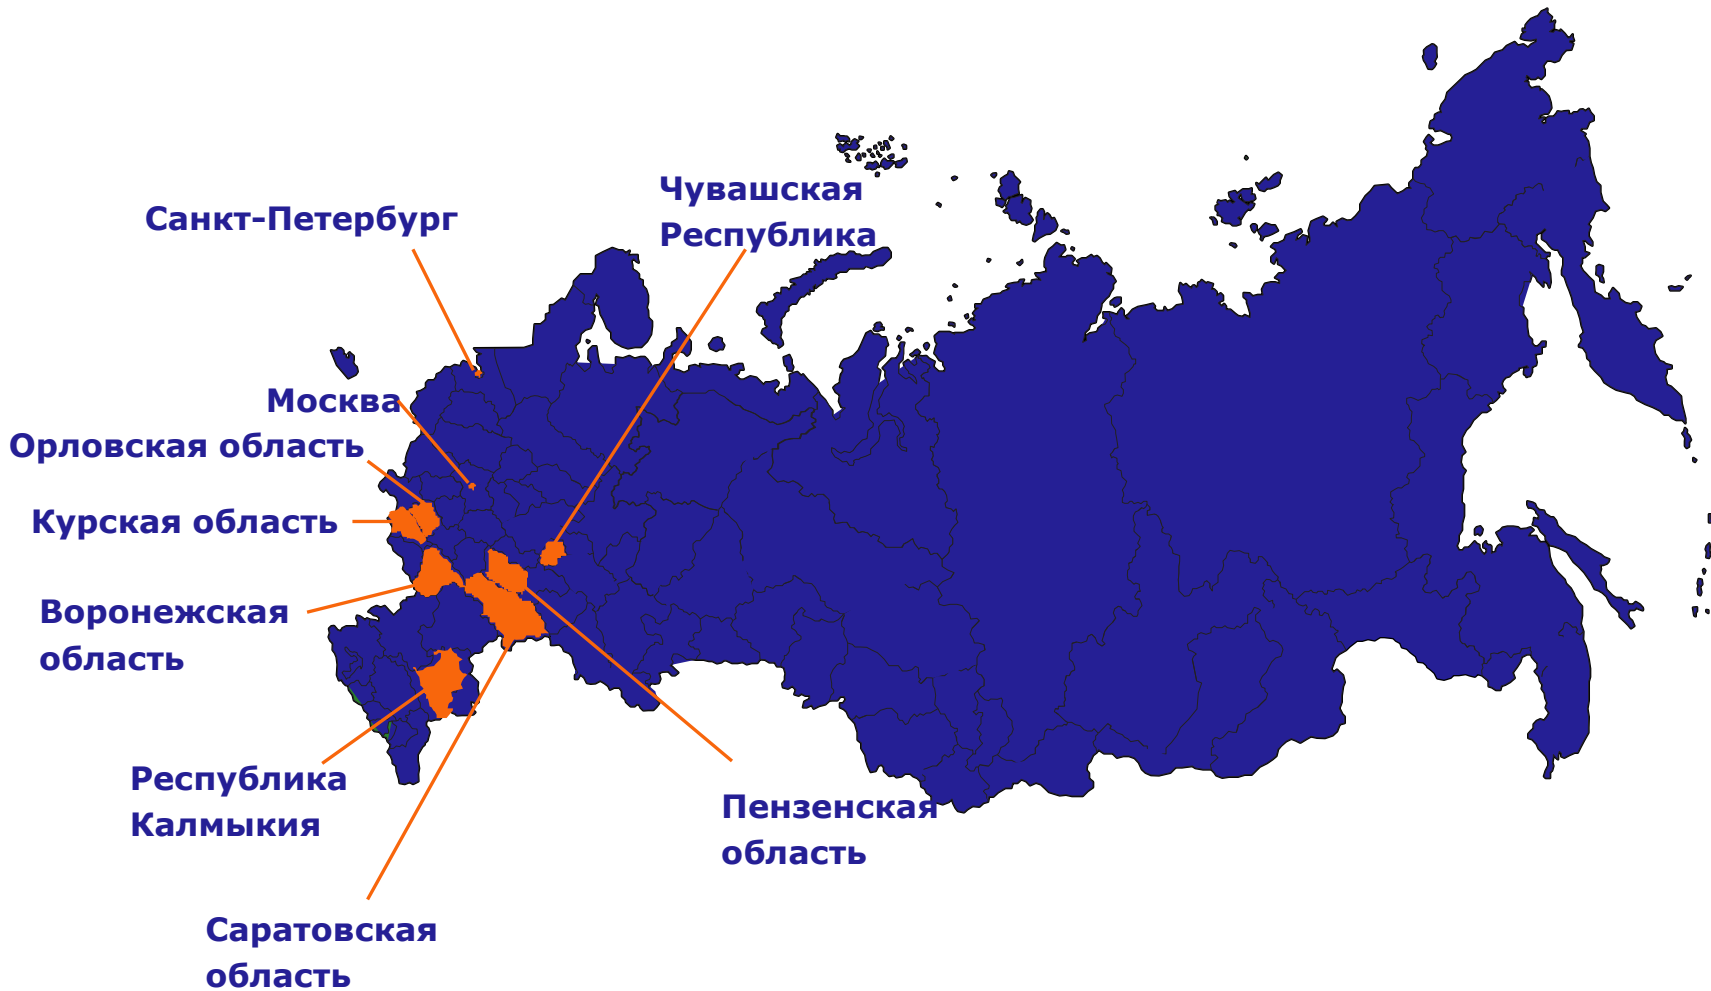 Чувашская
Республика
Санкт-Петербург
Москва
Орловская область
Курская область
Воронежская
область
Республика
Калмыкия
Пензенская
область
Саратовская
область